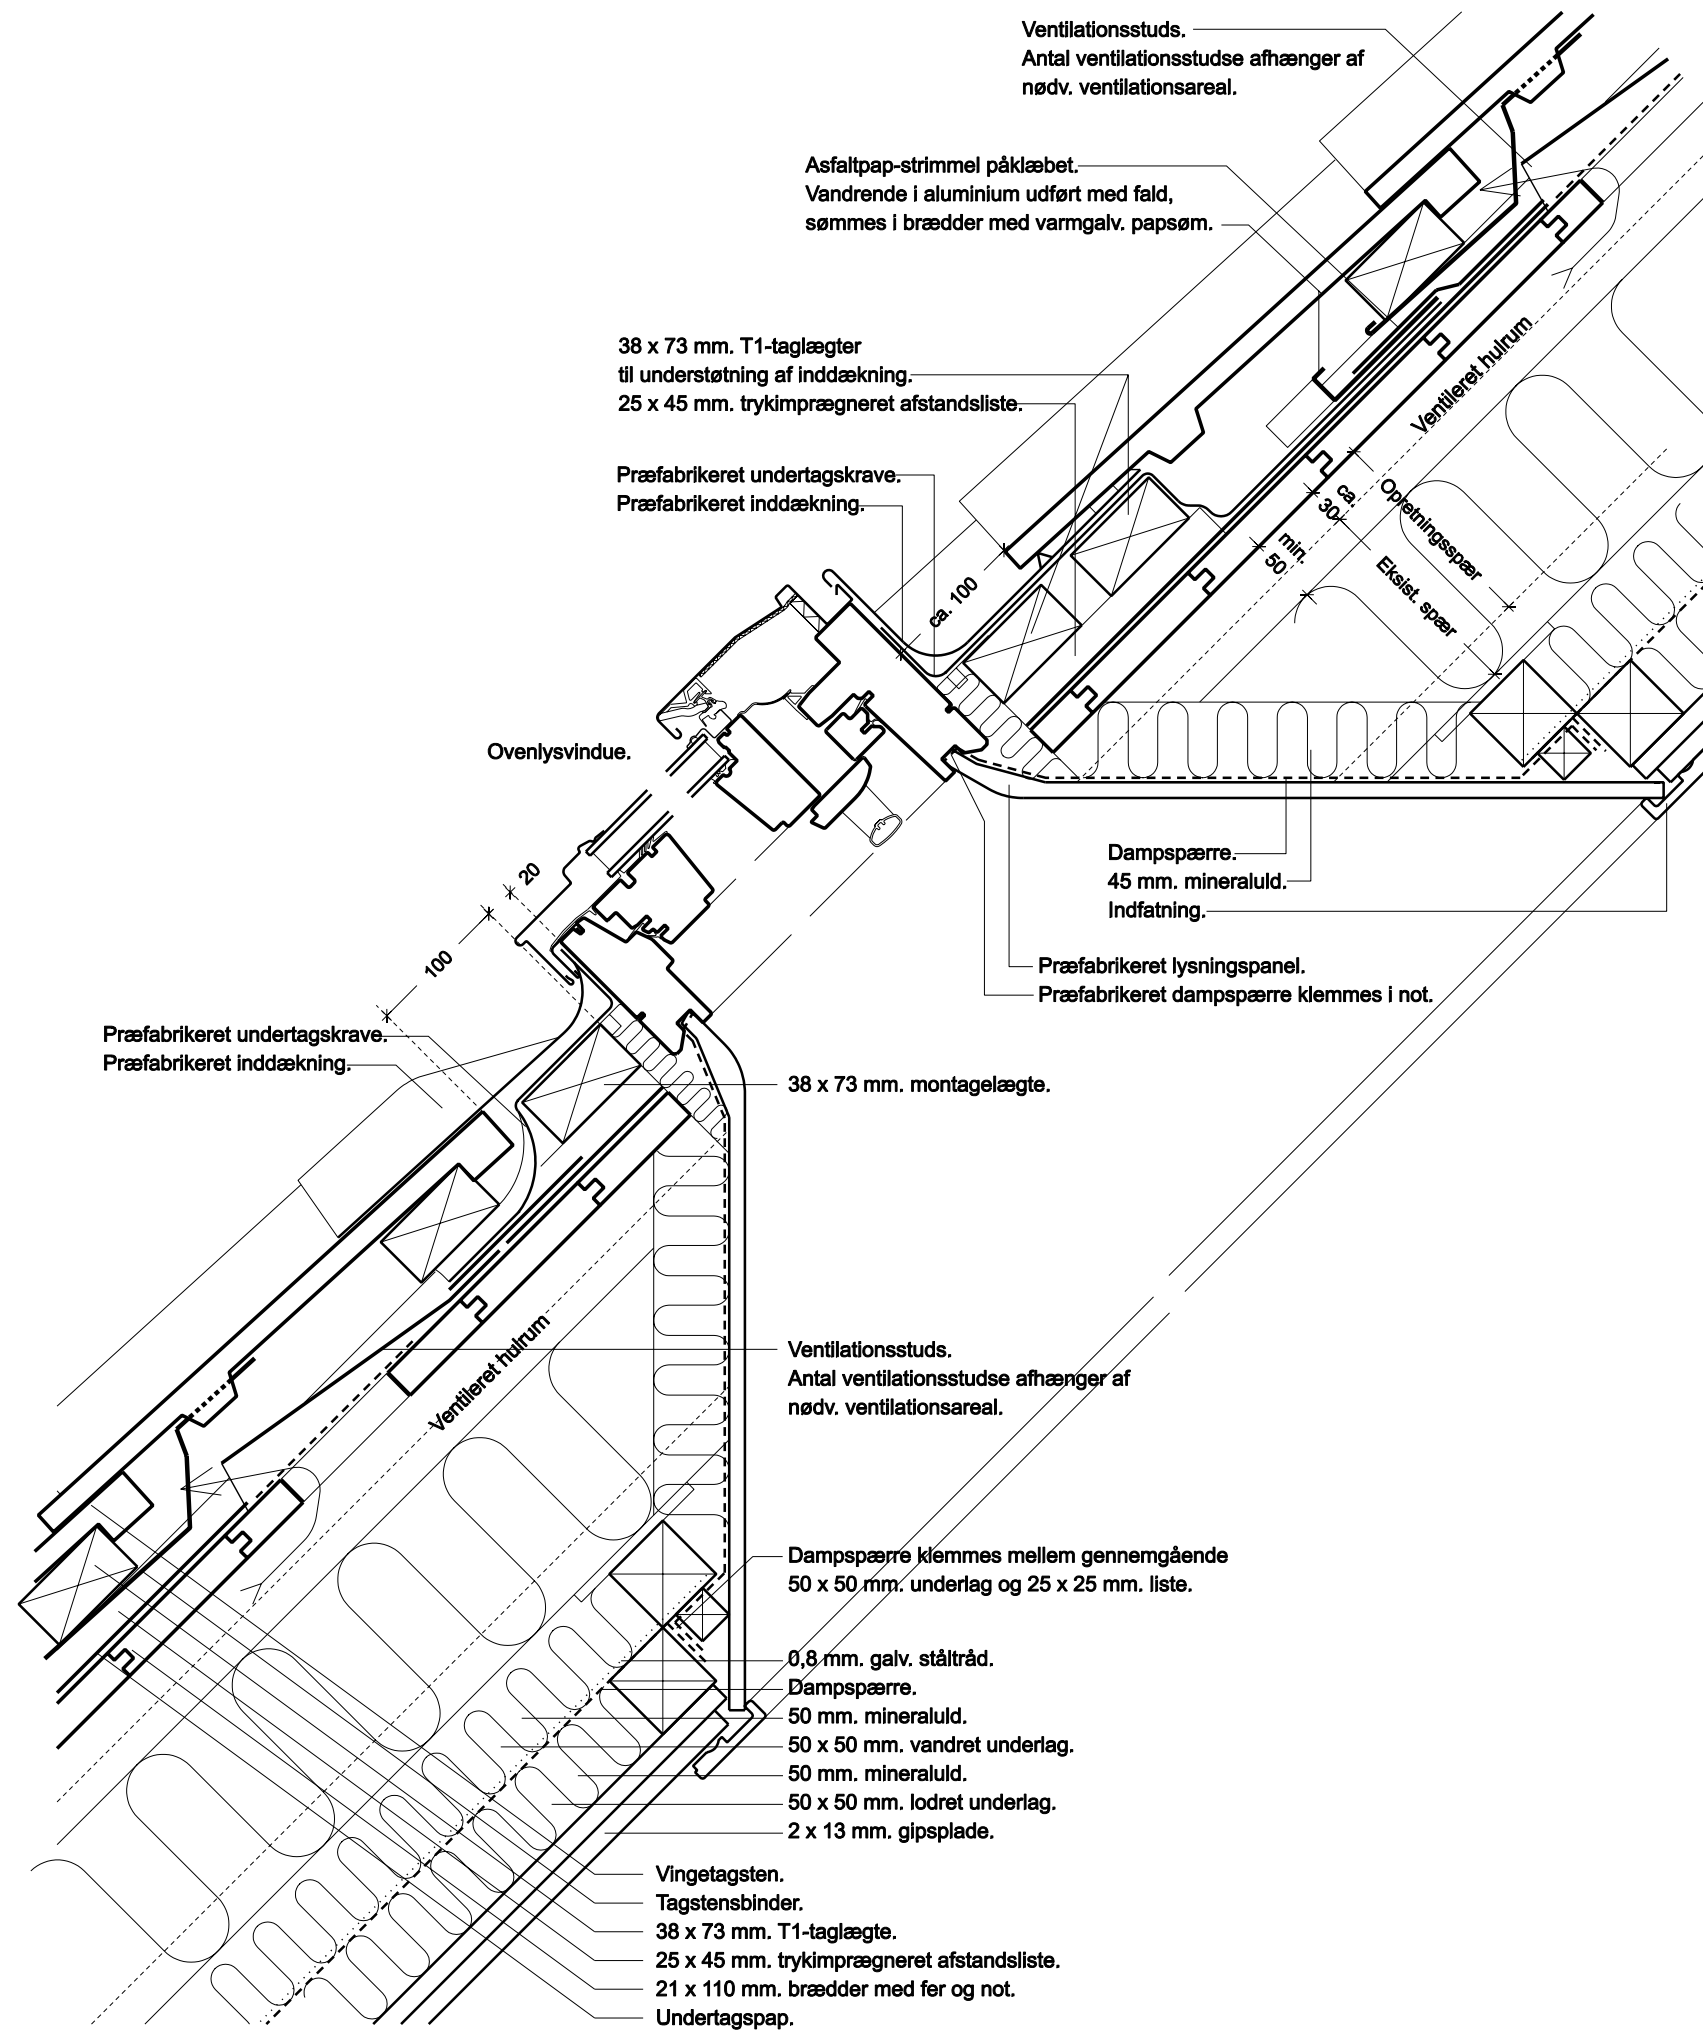 Ventilationsstuds.
Antal ventilationsstudse afhænger af
nødv. ventilationsareal.
Asfaltpap-strimmel påklæbet.
Vandrende i aluminium udført med fald,
sømmes i brædder med varmgalv. papsøm.
38 x 73 mm. T1-taglægter
til understøtning af inddækning.
25 x 45 mm. trykimprægneret afstandsliste.
Præfabrikeret undertagskrave.
Præfabrikeret inddækning.
Ventileret hulrum
ca.
30
Opretningsspær
min.
50
Eksist. spær
ca. 100
Ovenlysvindue.
20
100
Dampspærre.
45 mm. mineraluld.
Indfatning.
Præfabrikeret lysningspanel.
Præfabrikeret dampspærre klemmes i not.
Præfabrikeret undertagskrave.
Præfabrikeret inddækning.
38 x 73 mm. montagelægte.
Ventileret hulrum
Ventilationsstuds.
Antal ventilationsstudse afhænger af
nødv. ventilationsareal.
Dampspærre klemmes mellem gennemgående
50 x 50 mm. underlag og 25 x 25 mm. liste.
0,8 mm. galv. ståltråd.
Dampspærre.
50 mm. mineraluld.
50 x 50 mm. vandret underlag.
50 mm. mineraluld.
50 x 50 mm. lodret underlag.
2 x 13 mm. gipsplade.
Vingetagsten.
Tagstensbinder.
38 x 73 mm. T1-taglægte.
25 x 45 mm. trykimprægneret afstandsliste.
21 x 110 mm. brædder med fer og not.
Undertagspap.